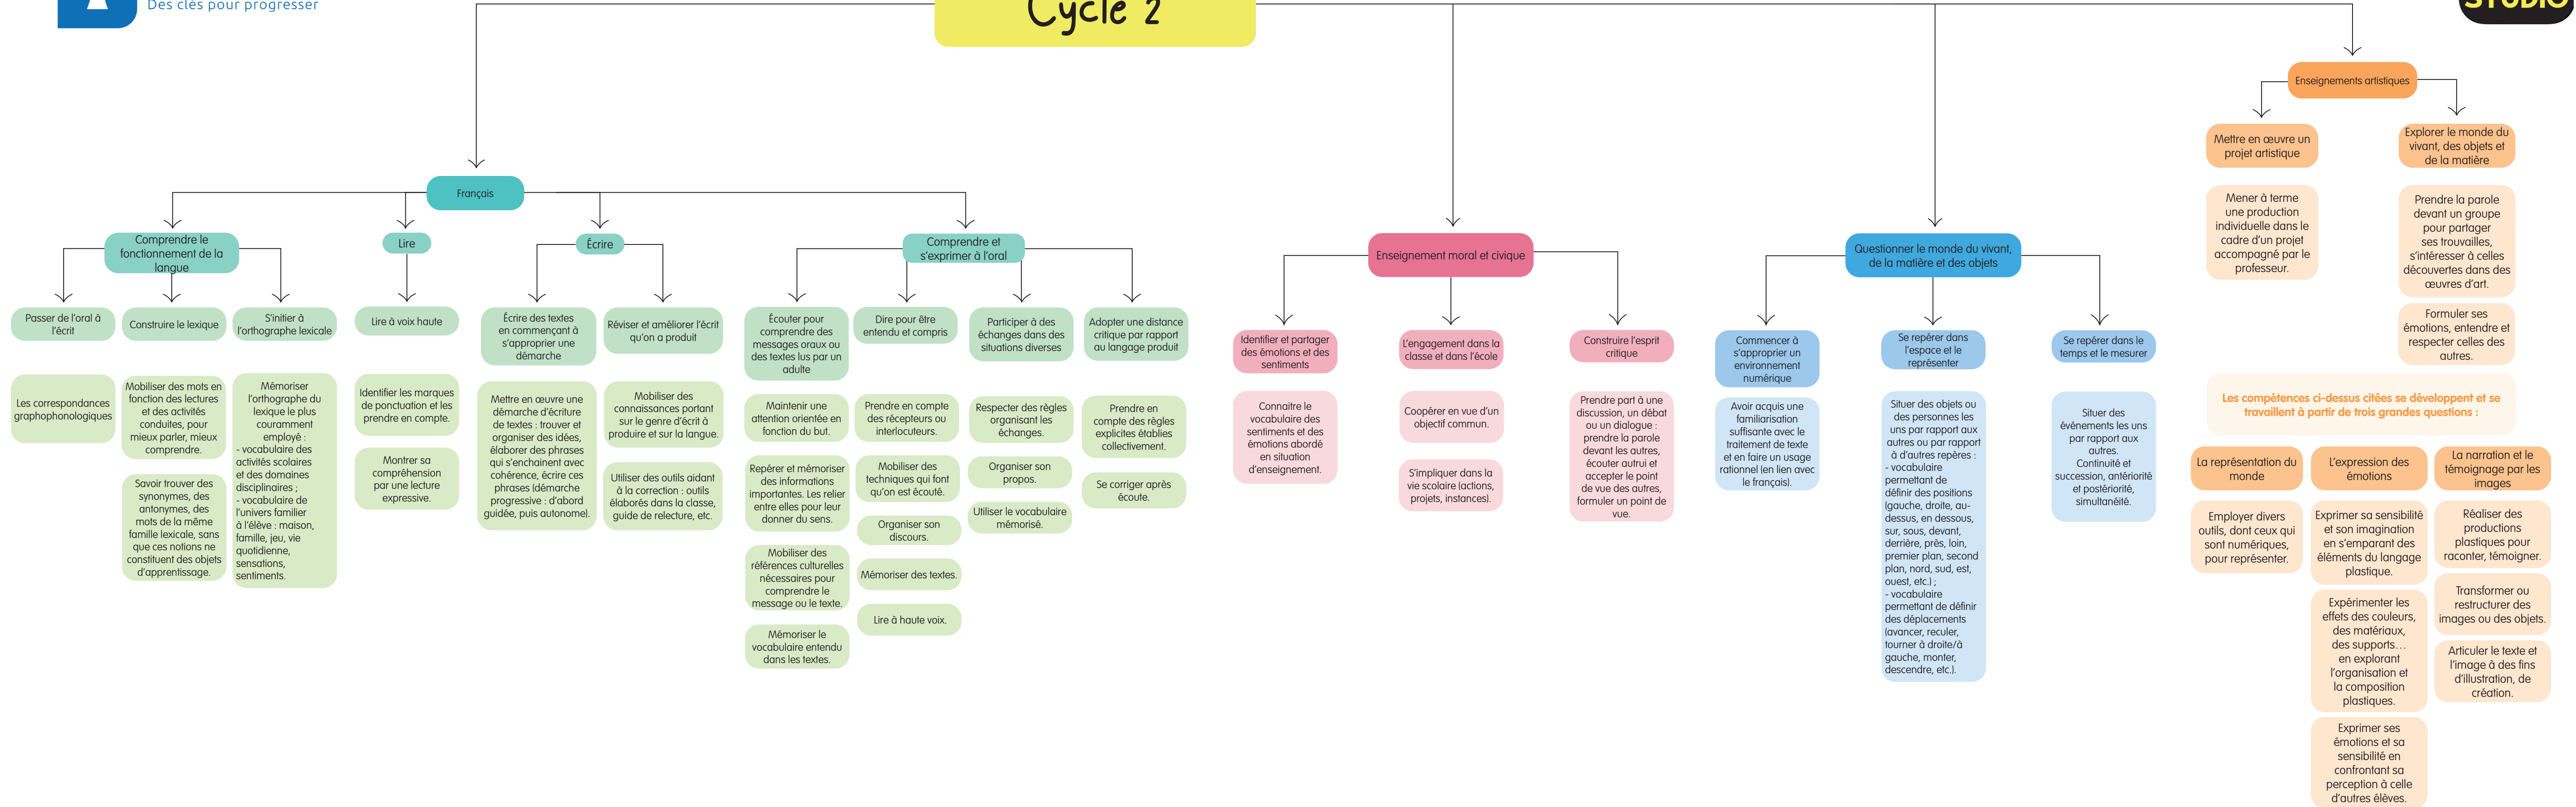 Des clés pour progresser
Cycle 2
STUDIO
Français
Comprendre le
fonctionnement de la
langue
Passer de l'oral à
l'écrit
Les correspondances
graphophonologiques
Construire le lexique
Mobiliser des mots en
fonction des lectures
et des activités
conduites, pour
mieux parler, mieux
comprendre.
Savoir trouver des
synonymes, des
antonymes, des
mots de la même
famille lexicale, sans
que ces notions ne
constituent des objets
d'apprentissage.
S'initier à
l'orthographe lexicale
Mémoriser
l'orthographe du
lexique le plus
couramment
employé :
- vocabulaire des
activités scolaires
et des domaines
disciplinaires ;
- vocabulaire de
l'univers familier
à l'élève : maison,
famille, jeu, vie
quotidienne,
sensations,
sentiments.
Lire
Lire à voix haute
Identifier les marques
de ponctuation et les
prendre en compte.
Montrer sa
compréhension
par une lecture
expressive.
Écrire
Écrire des textes
en commençant à
s'approprier une
démarche
Mettre en œuvre une
démarche d'écriture
de textes : trouver et
organiser des idées,
élaborer des phrases
qui s'enchainent avec
cohérence, écrire ces
phrases (démarche
progressive : d'abord
guidée, puis autonome).
Réviser et améliorer l'écrit
qu'on a produit
Mobiliser des
connaissances portant
sur le genre d'écrit à
produire et sur la langue.
Utiliser des outils aidant
à la correction : outils
élaborés dans la classe,
guide de relecture, etc.
Comprendre et
s'exprimer à l'oral
Écouter pour
comprendre des
messages oraux ou
des textes lus par un
adulte
Maintenir une
attention orientée en
fonction du but.
Repérer et mémoriser
des informations
importantes. Les relier
entre elles pour leur
donner du sens.
Mobiliser des
références culturelles
nécessaires pour
comprendre le
message ou le texte.
Mémoriser le
vocabulaire entendu
dans les textes.
Dire pour être
entendu et compris
Prendre en compte
des récepteurs ou
interlocuteurs.
Mobiliser des
techniques qui font
qu'on est écouté.
Organiser son
discours.
Mémoriser des textes.
Lire à haute voix.
Participer à des
échanges dans des
situations diverses
Respecter des règles
organisant les
échanges.
Organiser son
propos.
Utiliser le vocabulaire
mémorisé.
Adopter une distance
critique par rapport
au langage produit
Prendre en
compte des règles
explicites établies
collectivement.
Se corriger après
écoute.
Enseignement moral et civique
Identifier et partager
des émotions et des
sentiments
Connaitre le
vocabulaire des
sentiments et des
émotions abordé
en situation
d'enseignement.
L'engagement dans la
classe et dans l'école
Coopérer en vue d'un
objectif commun.
S'impliquer dans la
vie scolaire (actions,
projets, instances).
Construire l'esprit
critique
Prendre part à une
discussion, un débat
ou un dialogue :
prendre la parole
devant les autres,
écouter autrui et
accepter le point
de vue des autres,
formuler un point de
vue.
Questionner le monde du vivant,
de la matière et des objets
Commencer à
s'approprier un
environnement
numérique
Avoir acquis une
familiarisation
suffisante avec le
traitement de texte
et en faire un usage
rationnel (en lien avec
le français).
Se repérer dans
l'espace et le
représenter
Situer des objets ou
des personnes les
uns par rapport aux
autres ou par rapport
à d'autres repères :
- vocabulaire
permettant de
définir des positions
(gauche, droite, au-
dessus, en dessous,
sur, sous, devant,
derrière, près, loin,
premier plan, second
plan, nord, sud, est,
ouest, etc.) ;
- vocabulaire
permettant de définir
des déplacements
(avancer, reculer,
tourner à droite/à
gauche, monter,
descendre, etc.).
Se repérer dans le
temps et le mesurer
Situer des
événements les uns
par rapport aux
autres.
Continuité et
succession, antériorité
et postériorité,
simultanéité.
Enseignements artistiques
Mettre en œuvre un
projet artistique
Mener à terme
une production
individuelle dans le
cadre d'un projet
accompagné par le
professeur.
Explorer le monde du
vivant, des objets et
de la matière
Prendre la parole
devant un groupe
pour partager
ses trouvailles,
s'intéresser à celles
découvertes dans des
œuvres d'art.
Formuler ses
émotions, entendre et
respecter celles des
autres.
Les compétences ci-dessus citées se développent et se
travaillent à partir de trois grandes questions :
La représentation du
monde
Employer divers
outils, dont ceux qui
sont numériques,
pour représenter.
L'expression des
émotions
Exprimer sa sensibilité
et son imagination
en s'emparant des
éléments du langage
plastique.
Expérimenter les
effets des couleurs,
des matériaux,
des supports...
en explorant
l'organisation et
la composition
plastiques.
Exprimer ses
émotions et sa
sensibilité en
confrontant sa
perception à celle
d'autres élèves.
La narration et le
témoignage par les
images
Réaliser des
productions
plastiques pour
raconter, témoigner.
Transformer ou
restructurer des
images ou des objets.
Articuler le texte et
l'image à des fins
d'illustration, de
création.